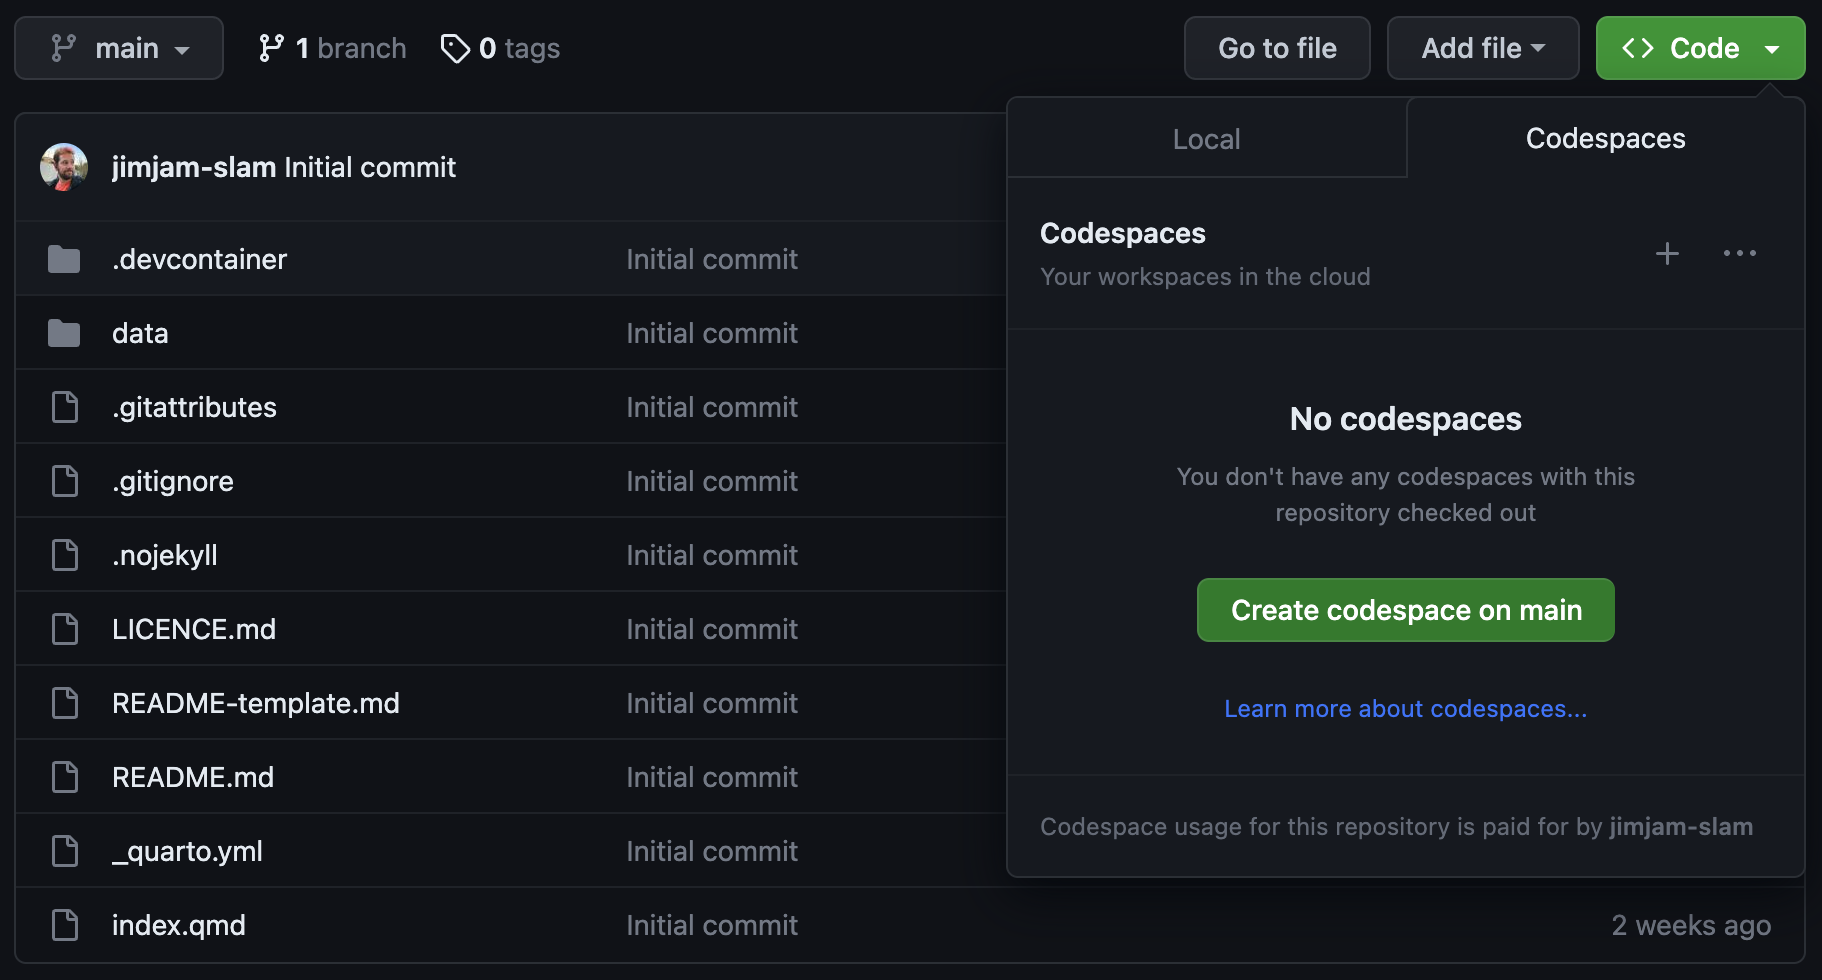 main
1 branch
0 tags
Go to file
Add file
Code
jimjam-slam Initial commit
.devcontainer Initial commit
data Initial commit
.gitattributes Initial commit
.gitignore Initial commit
.nojekyll Initial commit
LICENCE.md Initial commit
README-template.md Initial commit
README.md Initial commit
_quarto.yml Initial commit
index.qmd Initial commit 2 weeks ago
Local
Codespaces
Codespaces
Your workspaces in the cloud
No codespaces
You don't have any codespaces with this
repository checked out
Create codespace on main
Learn more about codespaces...
Codespace usage for this repository is paid for by jimjam-slam